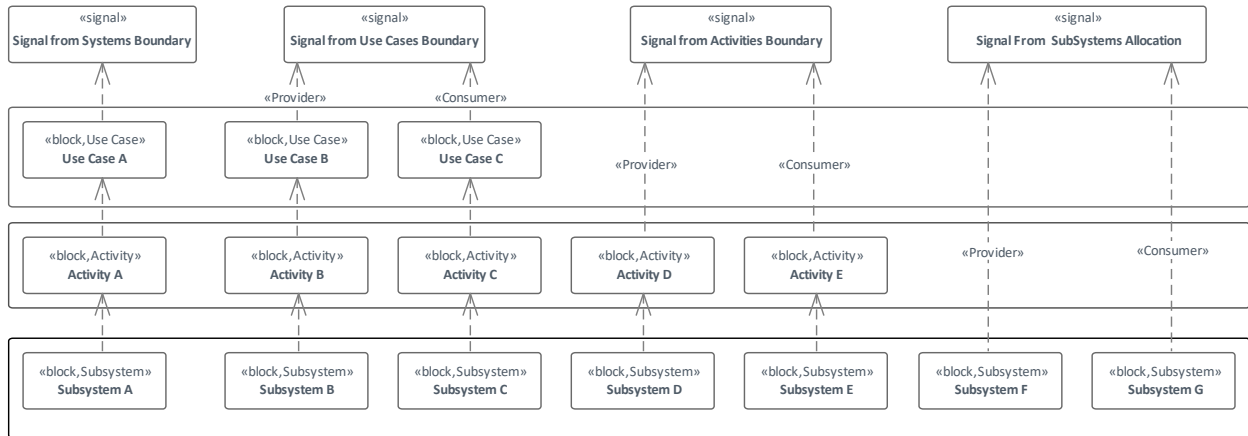 «signal»
Signal from Systems Boundary
«signal»
Signal from Use Cases Boundary
«signal»
Signal from Activities Boundary
«signal»
Signal From SubSystems Allocation
«Provider»
«Consumer»
«block,Use Case»
Use Case A
«block,Use Case»
Use Case B
«block,Use Case»
Use Case C
«Provider»
«Consumer»
«block,Activity»
Activity A
«block,Activity»
Activity B
«block,Activity»
Activity C
«block,Activity»
Activity D
«block,Activity»
Activity E
«Provider»
«Consumer»
«block,Subsystem»
Subsystem A
«block,Subsystem»
Subsystem B
«block,Subsystem»
Subsystem C
«block,Subsystem»
Subsystem D
«block,Subsystem»
Subsystem E
«block,Subsystem»
Subsystem F
«block,Subsystem»
Subsystem G